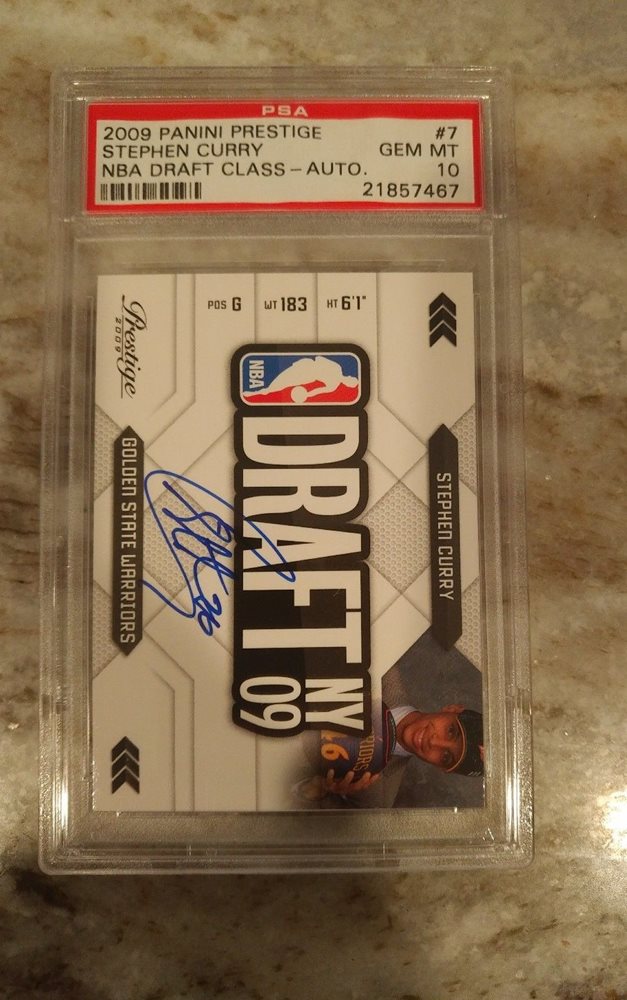 PSA
2009 PANINI PRESTIGE #7
STEPHEN CURRY GEM MT
NBA DRAFT CLASS - AUTO. 10
21857467
STEPHEN CURRY
HT 6'1"
WT 183
POS G
NBA
DRAFT NY 09
GOLDEN STATE WARRIORS
Prestige
2009